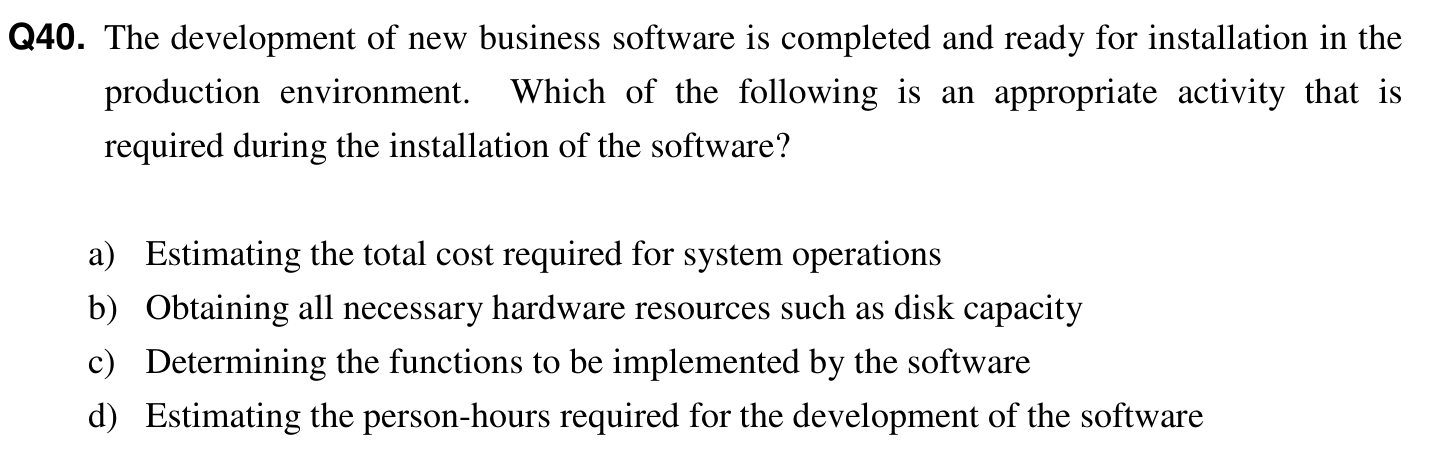 Q40. The development of new business software is completed and ready for installation in the
production environment. Which of the following is an appropriate activity that is
required during the installation of the software?
a) Estimating the total cost required for system operations
b) Obtaining all necessary hardware resources such as disk capacity
c) Determining the functions to be implemented by the software
d) Estimating the person-hours required for the development of the software